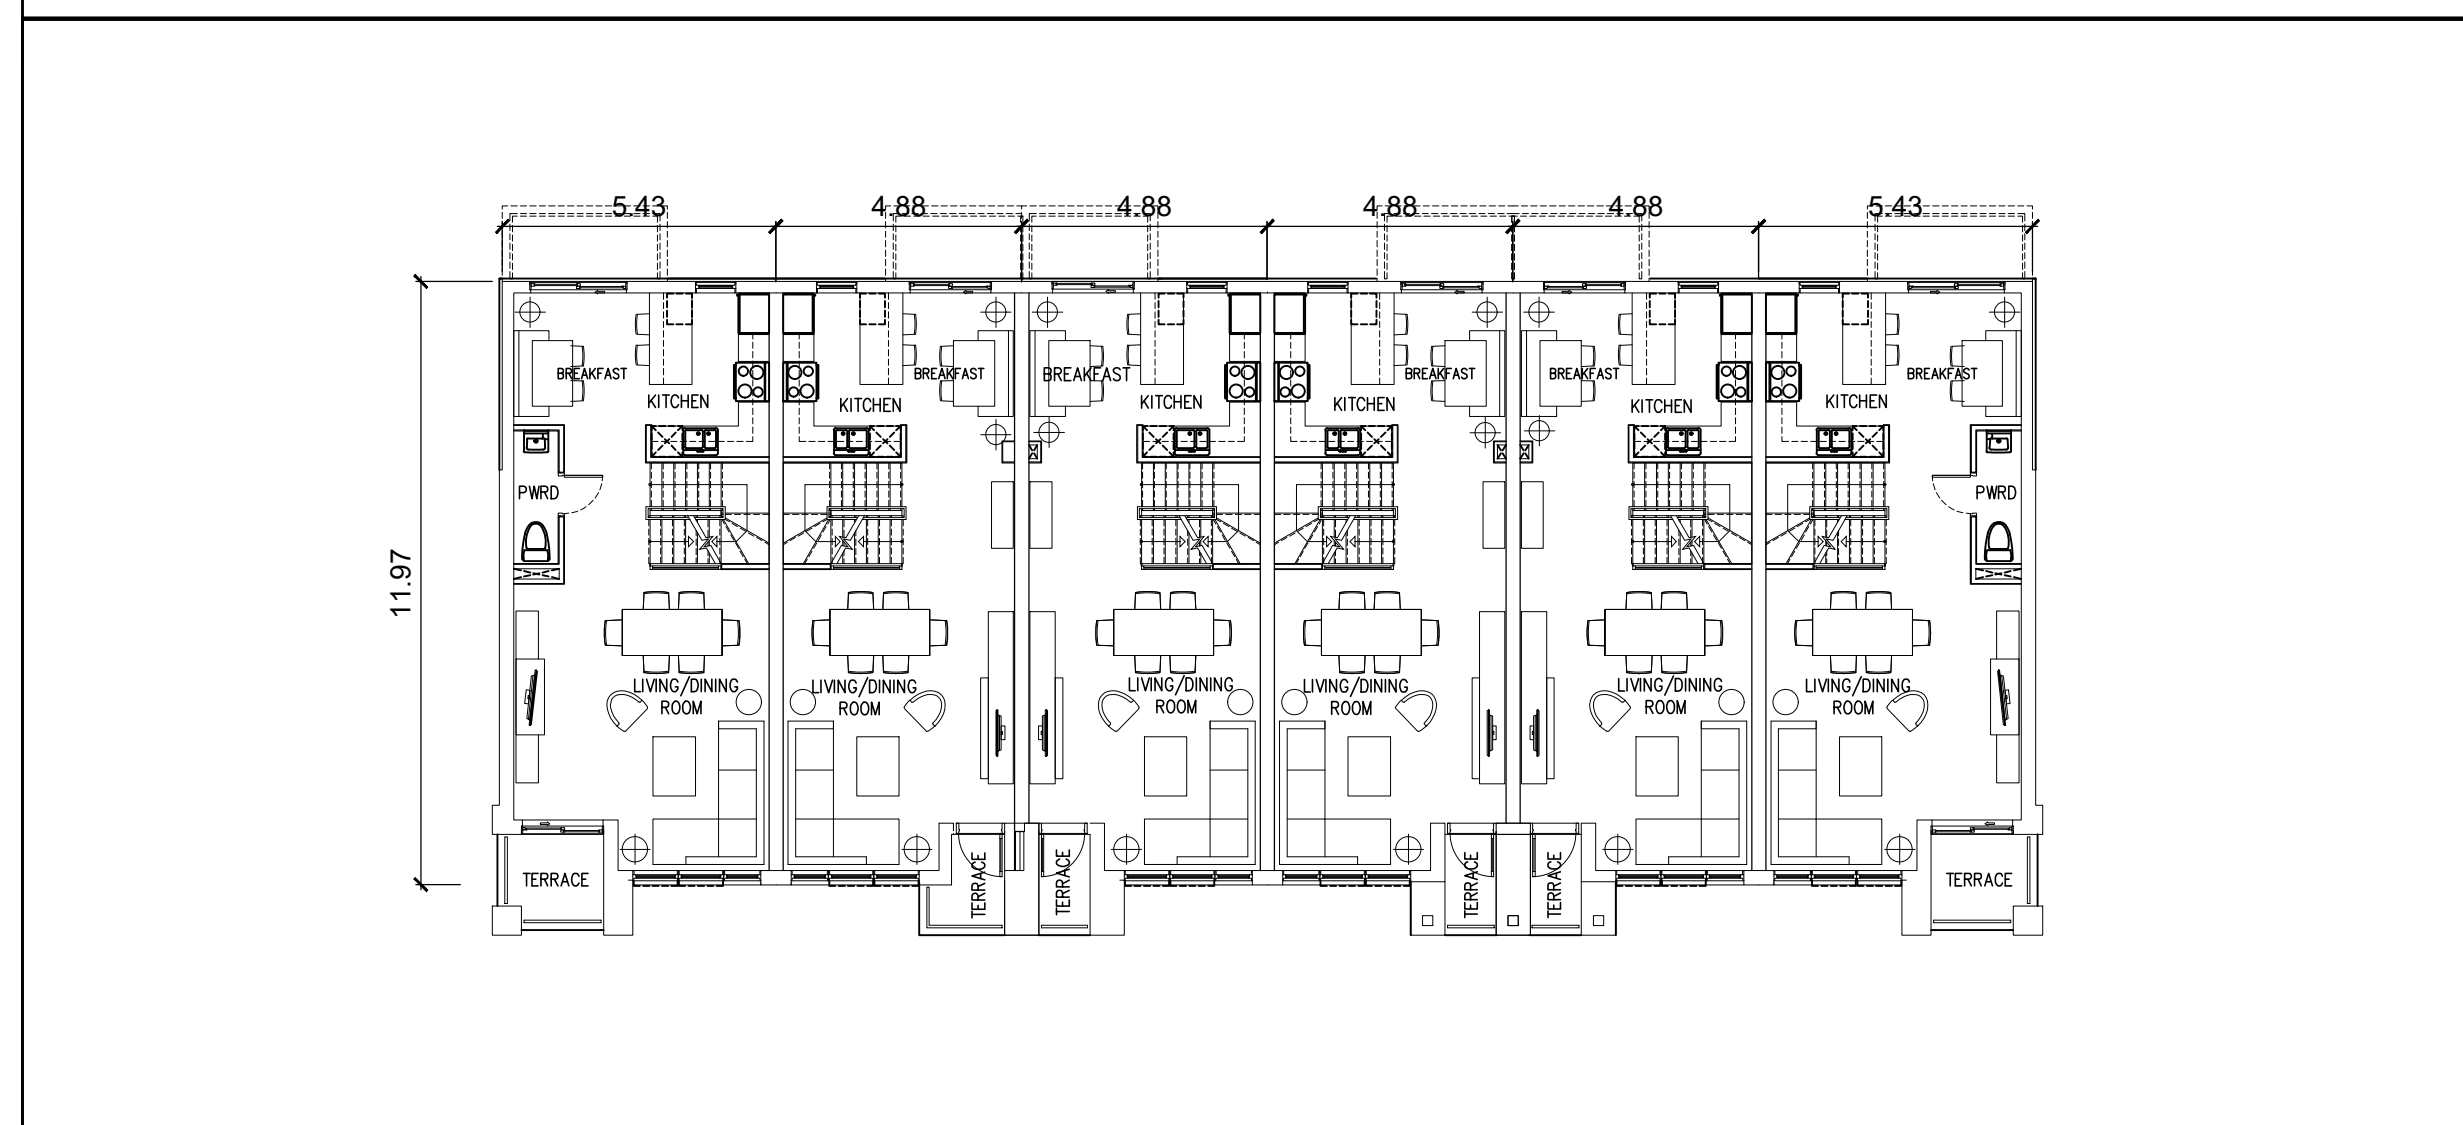 5.43 4.88 4.88 4.88 4.88 5.43
BREAKFAST BREAKFAST BREAKFAST BREAKFAST BREAKFAST BREAKFAST
KITCHEN KITCHEN KITCHEN KITCHEN KITCHEN KITCHEN
PWRD PWRD
11.97
LIVING/DINING LIVING/DINING LIVING/DINING LIVING/DINING LIVING/DINING LIVING/DINING
ROOM ROOM ROOM ROOM ROOM ROOM
TERRACE TERRACE TERRACE TERRACE TERRACE TERRACE